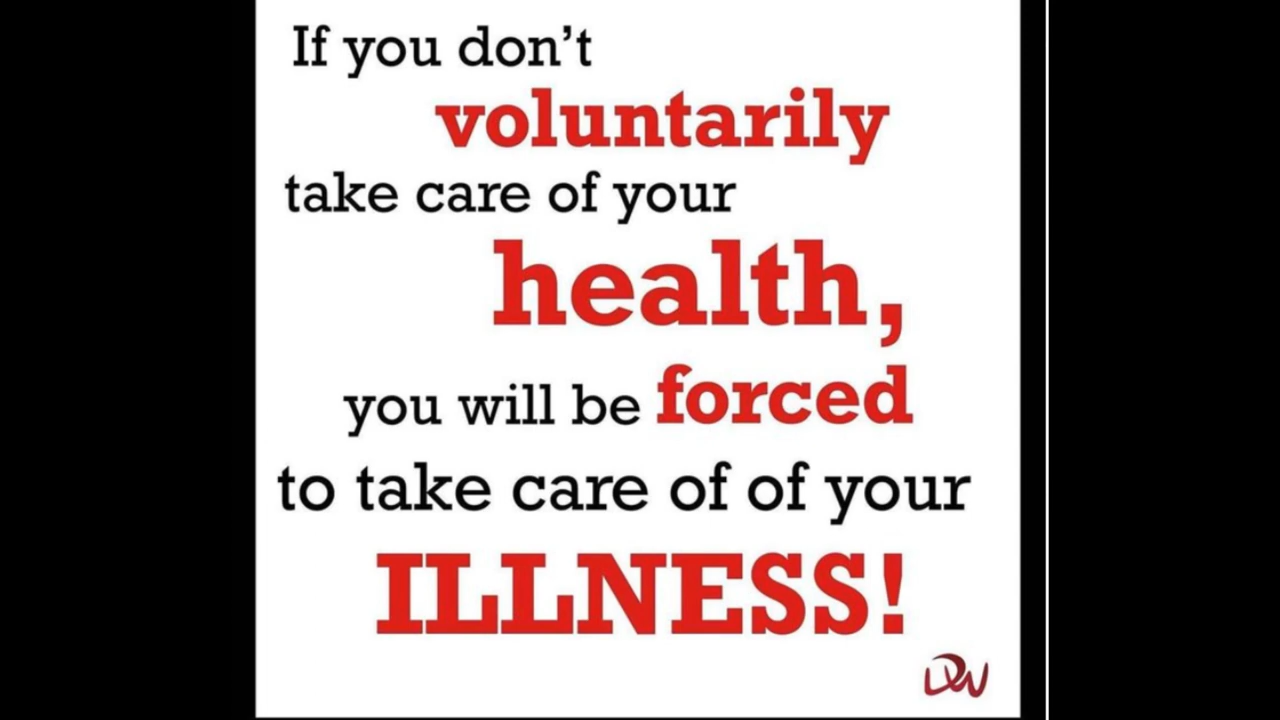 If you don't
voluntarily
take care of your
health,
you will be forced
to take care of of your
ILLNESS!